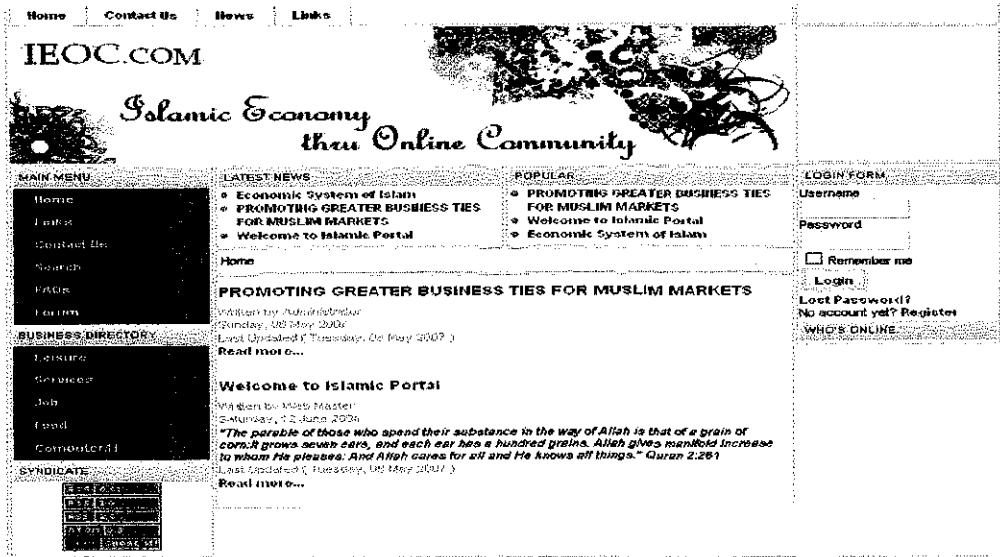 Home
Contact Us
News
Links
IEOC.COM
Islamic Economy
thru Online Community
MAIN MENU
Home
Links
Contact Us
Search
FAQs
Forum
BUSINESS DIRECTORY
Leisure
Services
Job
Food
Computer/IT
SYNDICATE
LATEST NEWS
Economic System of Islam
PROMOTING GREATER BUSINESS TIES
FOR MUSLIM MARKETS
Welcome to Islamic Portal
POPULAR
PROMOTING GREATER BUSINESS TIES
FOR MUSLIM MARKETS
Welcome to Islamic Portal
Economic System of Islam
Home
PROMOTING GREATER BUSINESS TIES FOR MUSLIM MARKETS
Written by Administrator
Sunday, May 2007
Last Updated ( Tuesday, May 2007 )
Read more...
Welcome to Islamic Portal
Written by Web Master
Saturday, 12 June
"The parable of those who spend their substance in the way of Allah is that of a grain of
corn:it grows seven ears, and each ear has a hundred grains. Allah gives manifold increase
to whom He pleases: And Allah cares for all and He knows all things." Quran 2:261
Last Updated ( Tuesday, May 2007 )
Read more...
LOGIN FORM
Username
Password
Remember me
Login
Lost Password?
No account yet? Register
WHO'S ONLINE